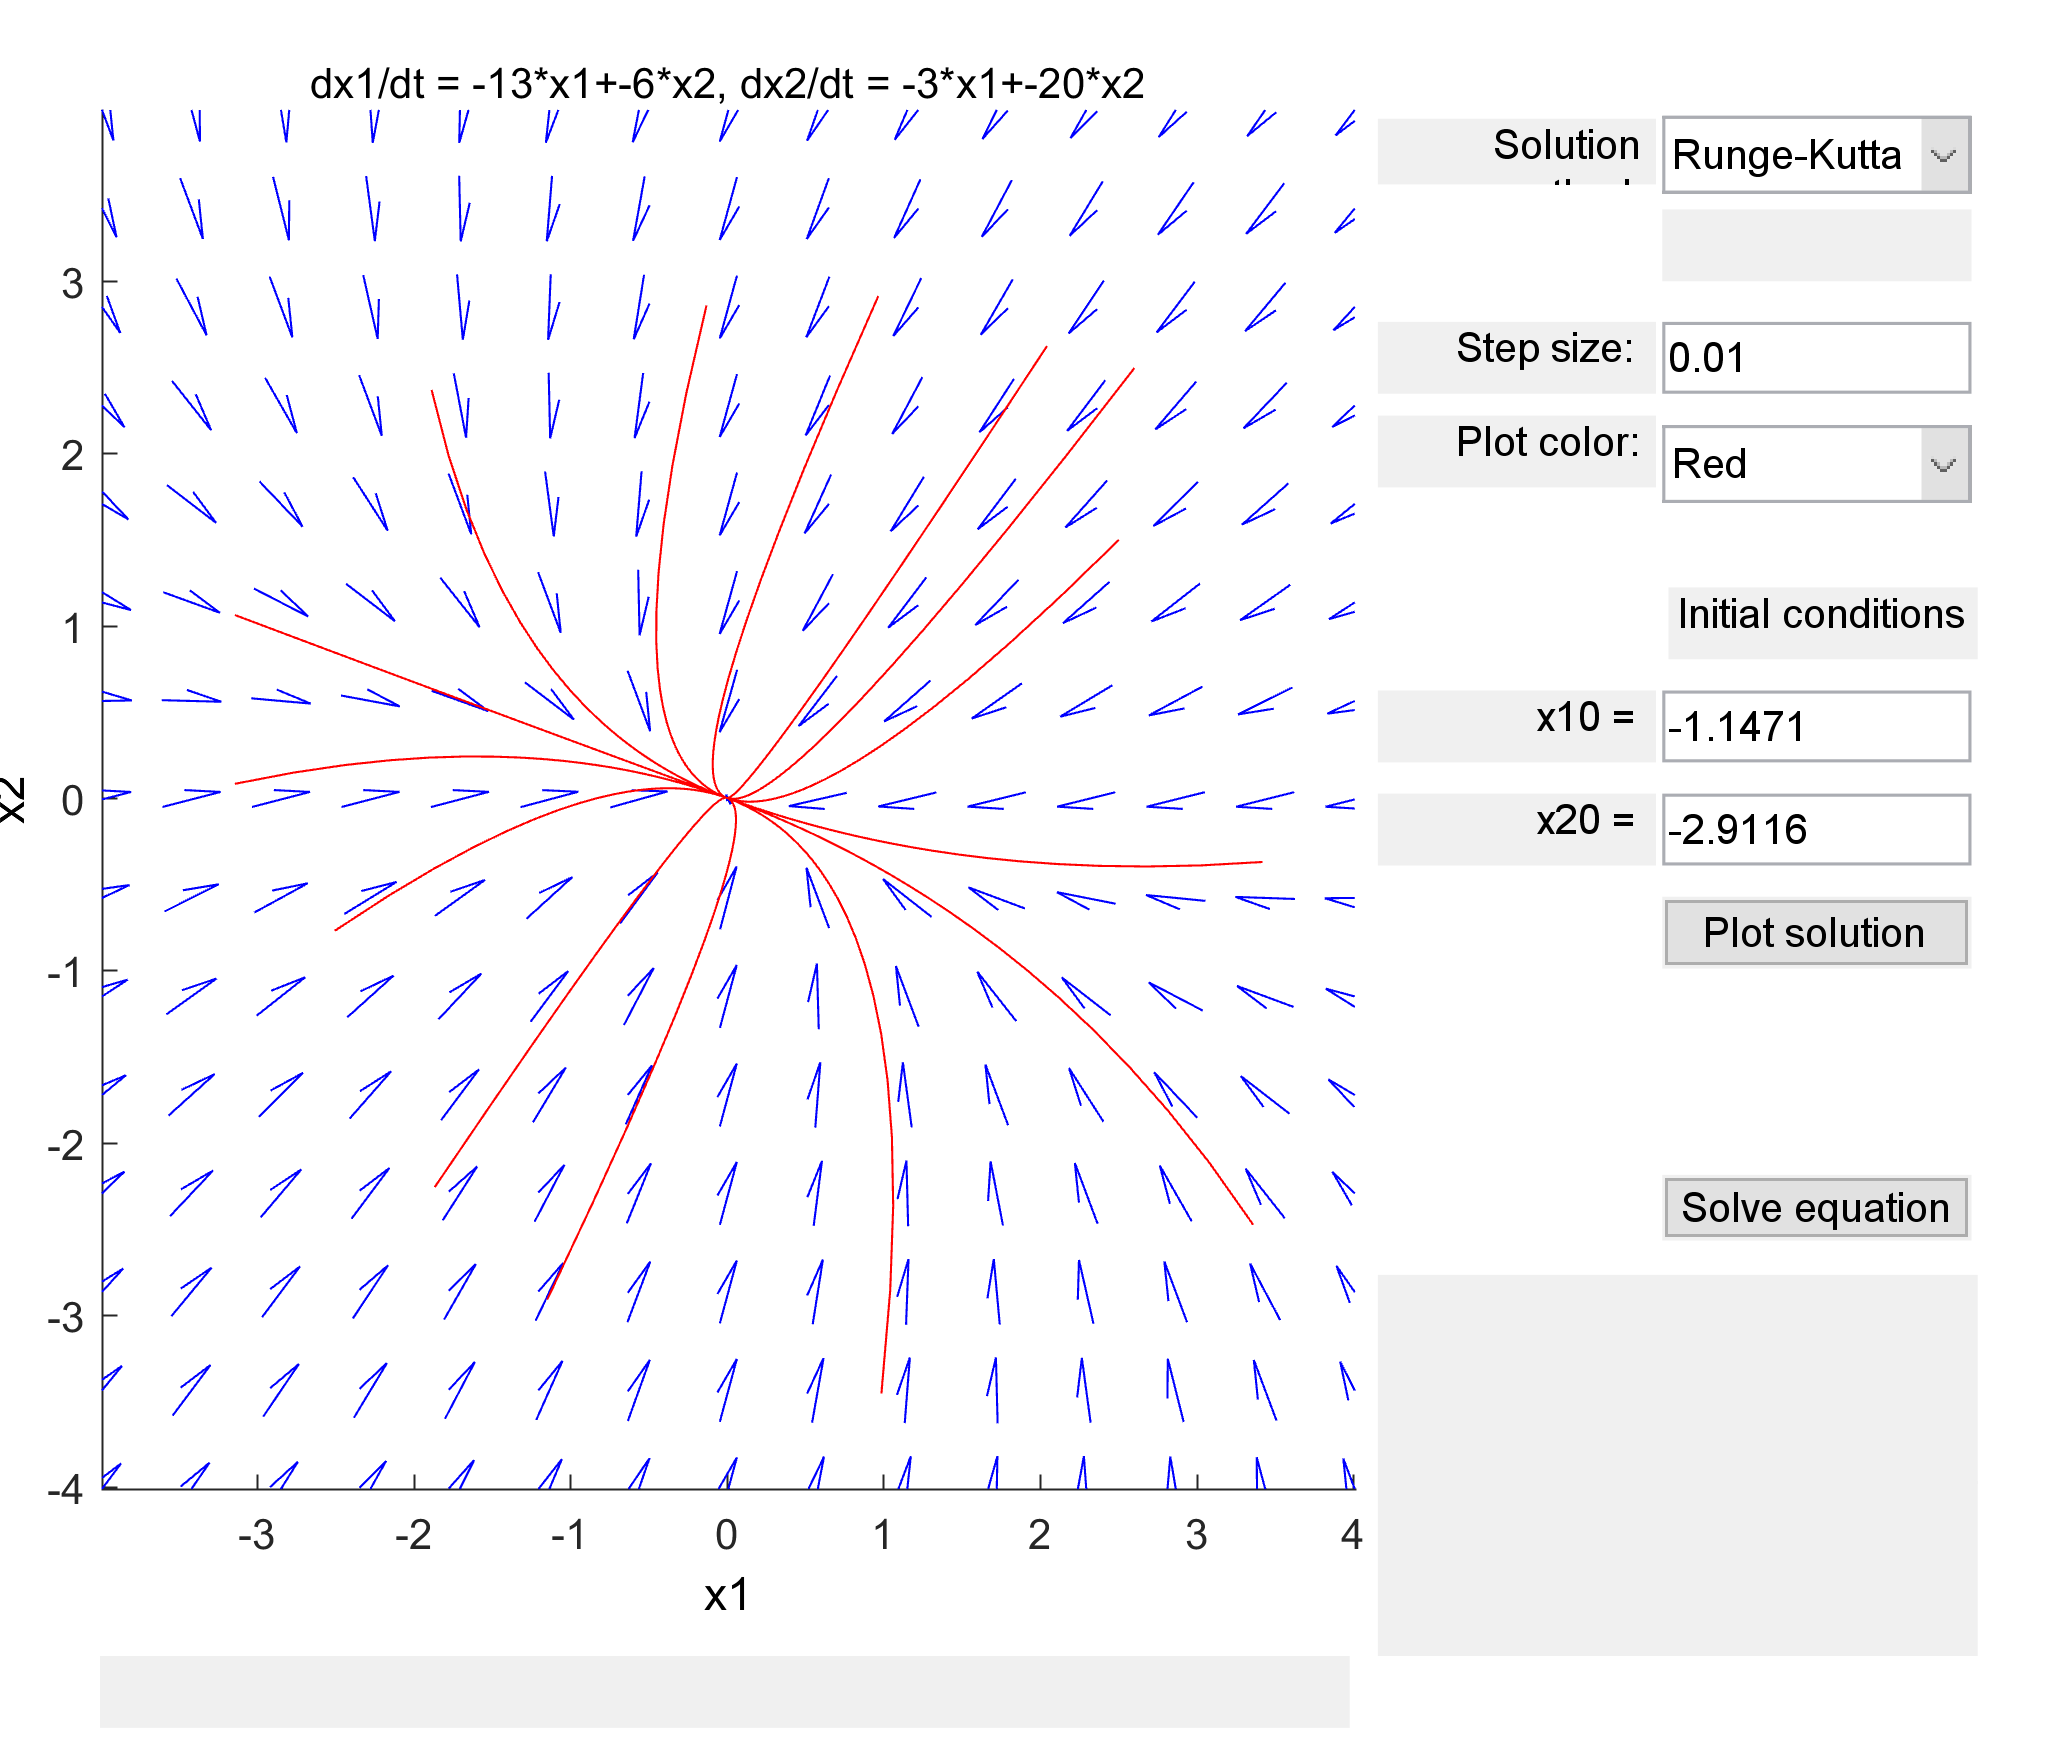 dx1/dt = -13*x1+-6*x2, dx2/dt = -3*x1+-20*x2
3
2
1
0
-1
-2
-3
-4
x2
-3
-2
-1
0
1
2
3
4
x1
Solution
Runge-Kutta
Step size:
0.01
Plot color:
Red
Initial conditions
x10 =
-1.1471
x20 =
-2.9116
Plot solution
Solve equation